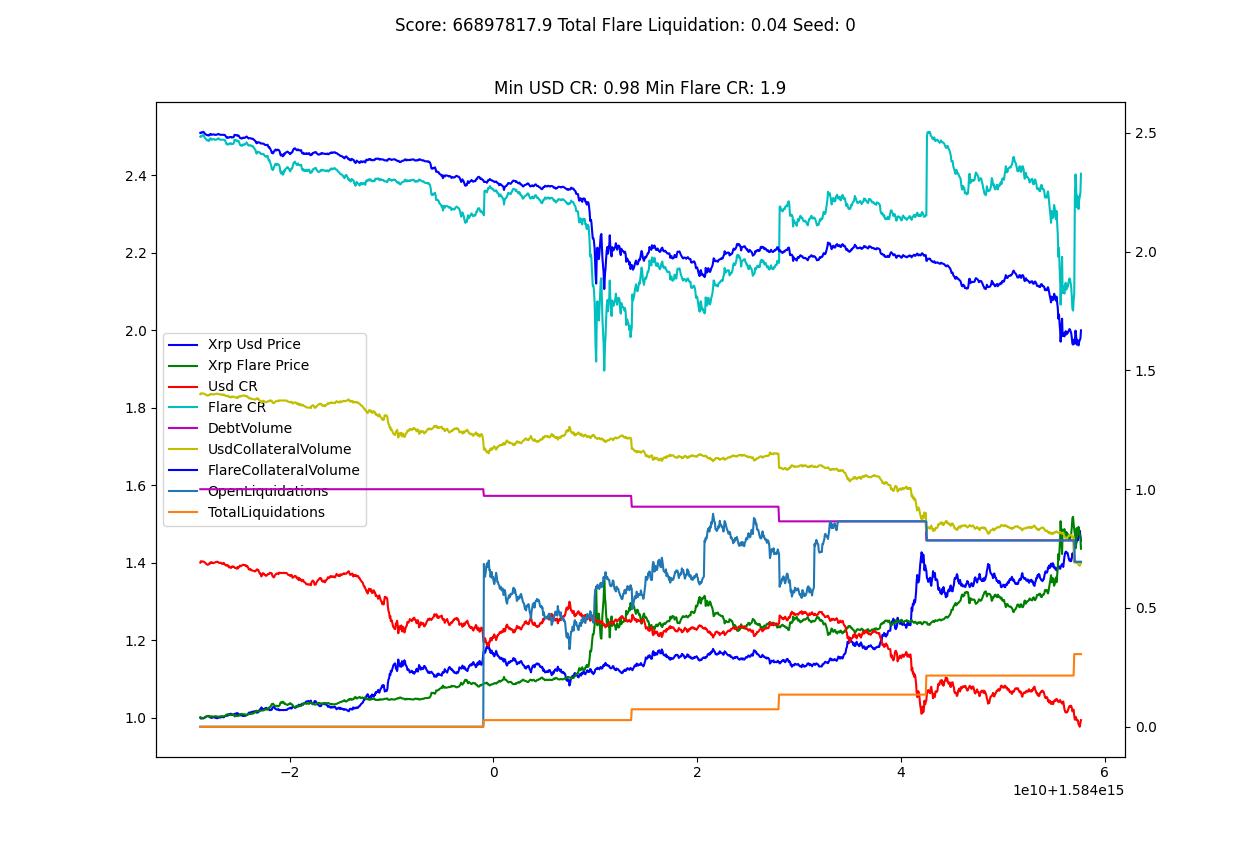 Score: 66897817.9 Total Flare Liquidation: 0.04 Seed: 0
Min USD CR: 0.98 Min Flare CR: 1.9
2.4
2.2
2.0
1.8
1.6
1.4
1.2
1.0
Xrp Usd Price
Xrp Flare Price
Usd CR
Flare CR
DebtVolume
UsdCollateralVolume
FlareCollateralVolume
OpenLiquidations
TotalLiquidations
2.5
2.0
1.5
1.0
0.5
0.0
−2 0 2 4 6
1e10+1.584e15